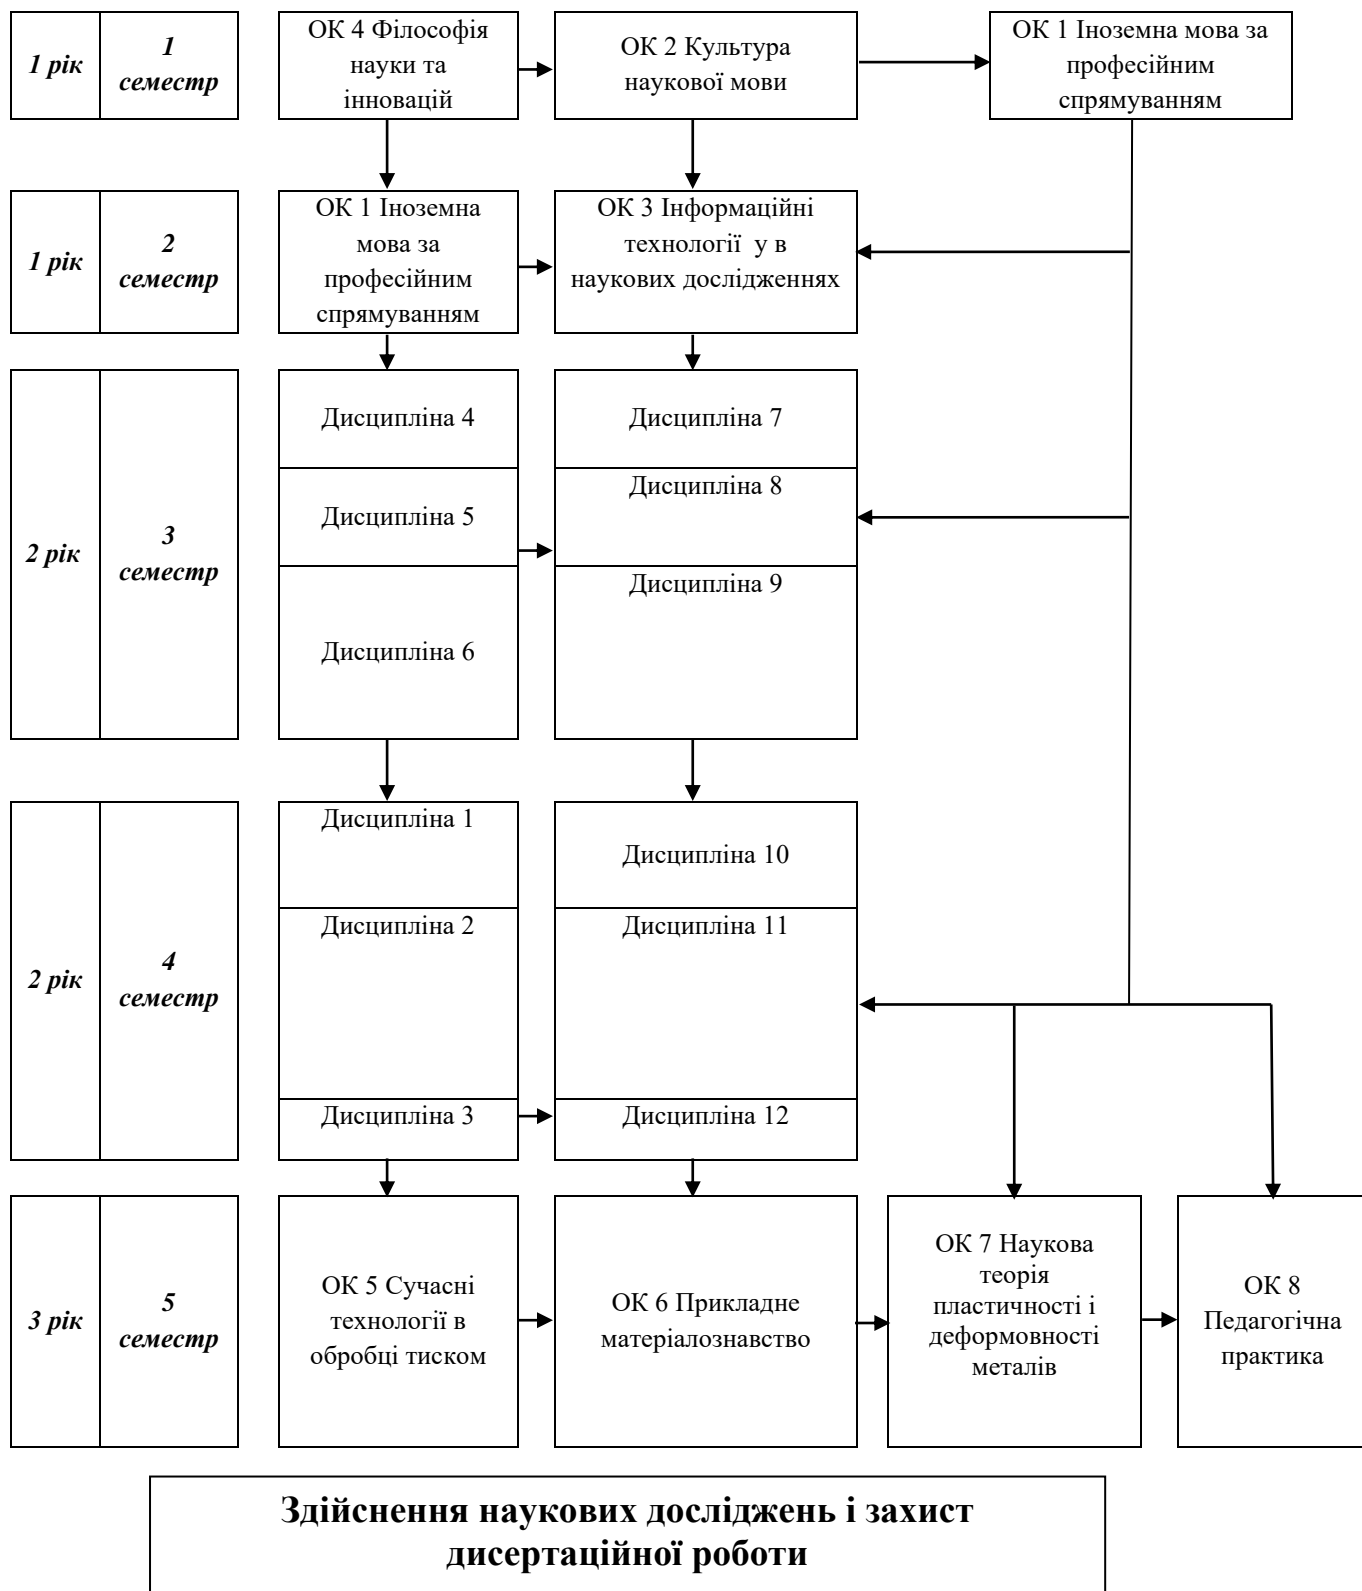 1 рік
1
семестр
ОК 4 Філософія
науки та
інновацій
ОК 2 Культура
наукової мови
ОК 1 Іноземна мова за
професійним
спрямуванням
1 рік
2
семестр
ОК 1 Іноземна
мова за
професійним
спрямуванням
ОК 3 Інформаційні
технології у в
наукових дослідженнях
2 рік
3
семестр
Дисципліна 4
Дисципліна 5
Дисципліна 6
Дисципліна 7
Дисципліна 8
Дисципліна 9
2 рік
4
семестр
Дисципліна 1
Дисципліна 2
Дисципліна 3
Дисципліна 10
Дисципліна 11
Дисципліна 12
3 рік
5
семестр
ОК 5 Сучасні
технології в
обробці тиском
ОК 6 Прикладне
матеріалознавство
ОК 7 Наукова
теорія
пластичності і
деформовності
металів
ОК 8
Педагогічна
практика
Здійснення наукових досліджень і захист
дисертаційної роботи